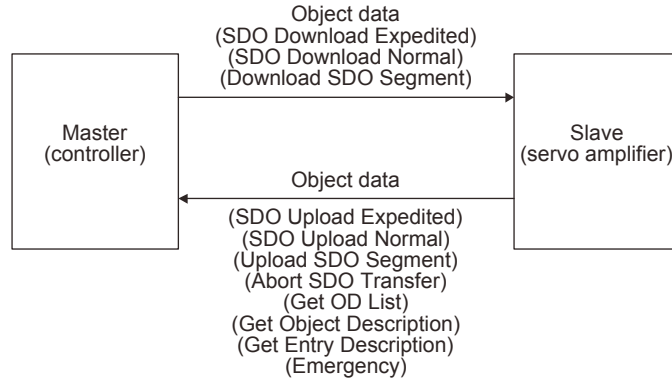 Object data
(SDO Download Expedited)
(SDO Download Normal)
(Download SDO Segment)
Master
(controller)
Slave
(servo amplifier)
Object data
(SDO Upload Expedited)
(SDO Upload Normal)
(Upload SDO Segment)
(Abort SDO Transfer)
(Get OD List)
(Get Object Description)
(Get Entry Description)
(Emergency)